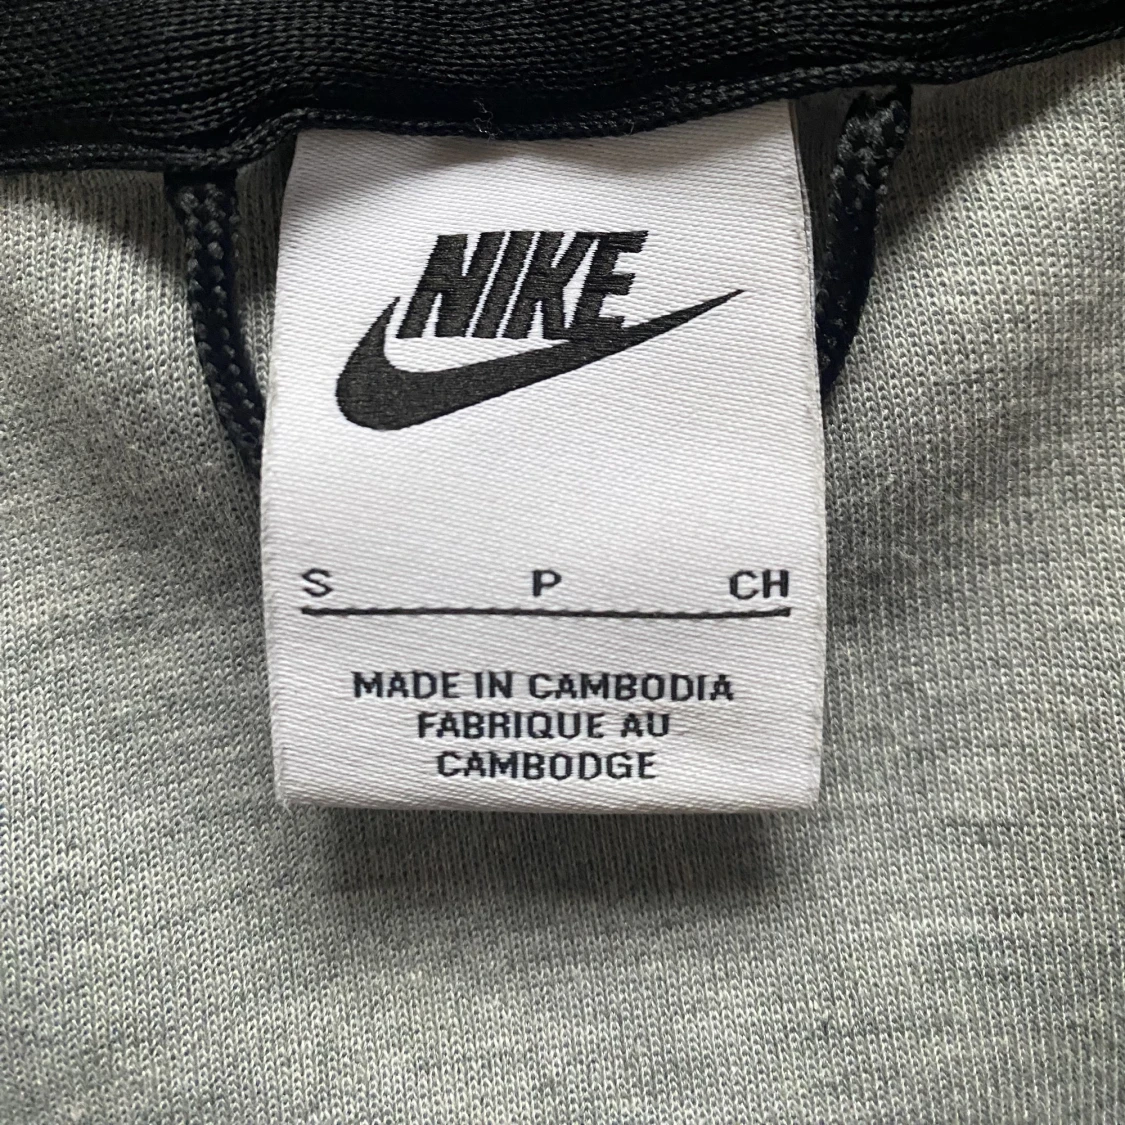 NIKE
S P CH
MADE IN CAMBODIA
FABRIQUE AU
CAMBODGE